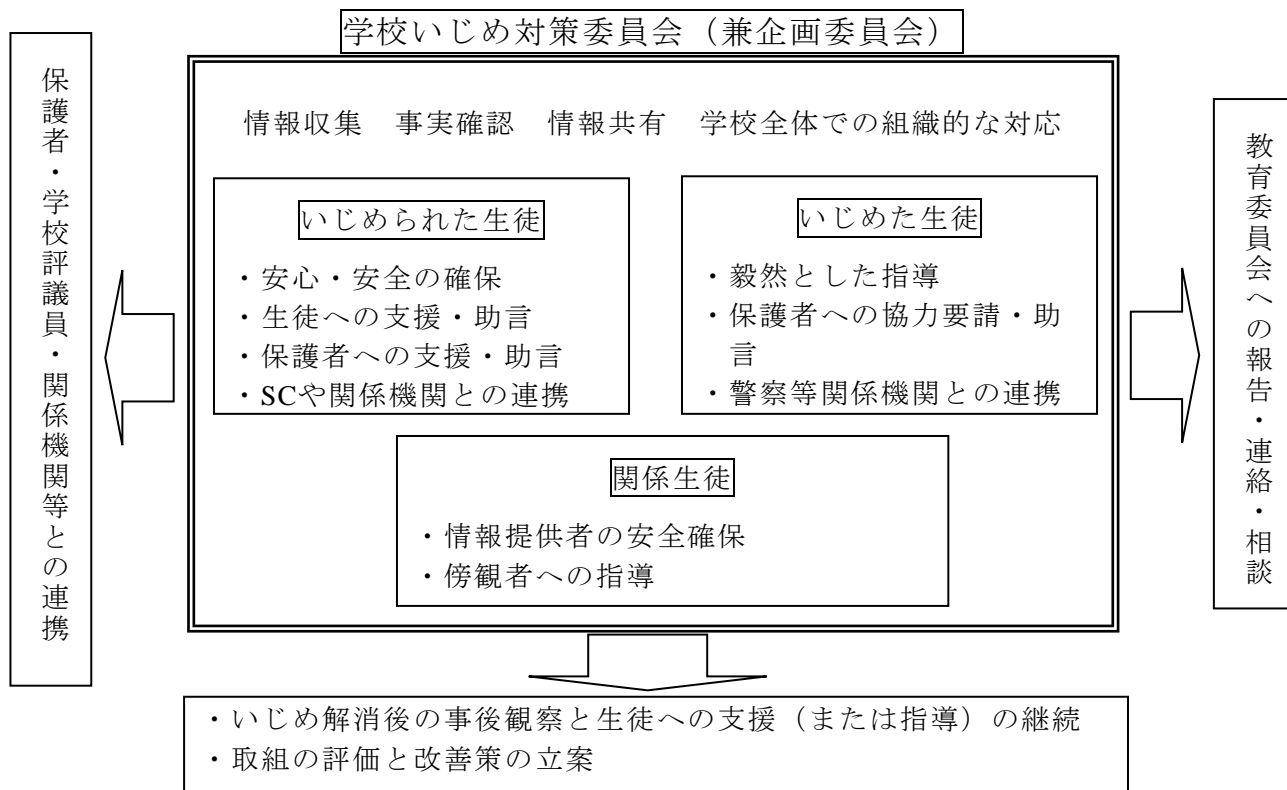 学校いじめ対策委員会（兼企画委員会）
保護者・学校評議員・関係機関等との連携
情報収集　事実確認　情報共有　学校全体での組織的な対応
いじめられた生徒
・安心・安全の確保
・生徒への支援・助言
・保護者への支援・助言
・SCや関係機関との連携
いじめた生徒
・毅然とした指導
・保護者への協力要請・助
言
・警察等関係機関との連携
関係生徒
・情報提供者の安全確保
・傍観者への指導
教育委員会への報告・連絡・相談
・いじめ解消後の事後観察と生徒への支援（または指導）の継続
・取組の評価と改善策の立案